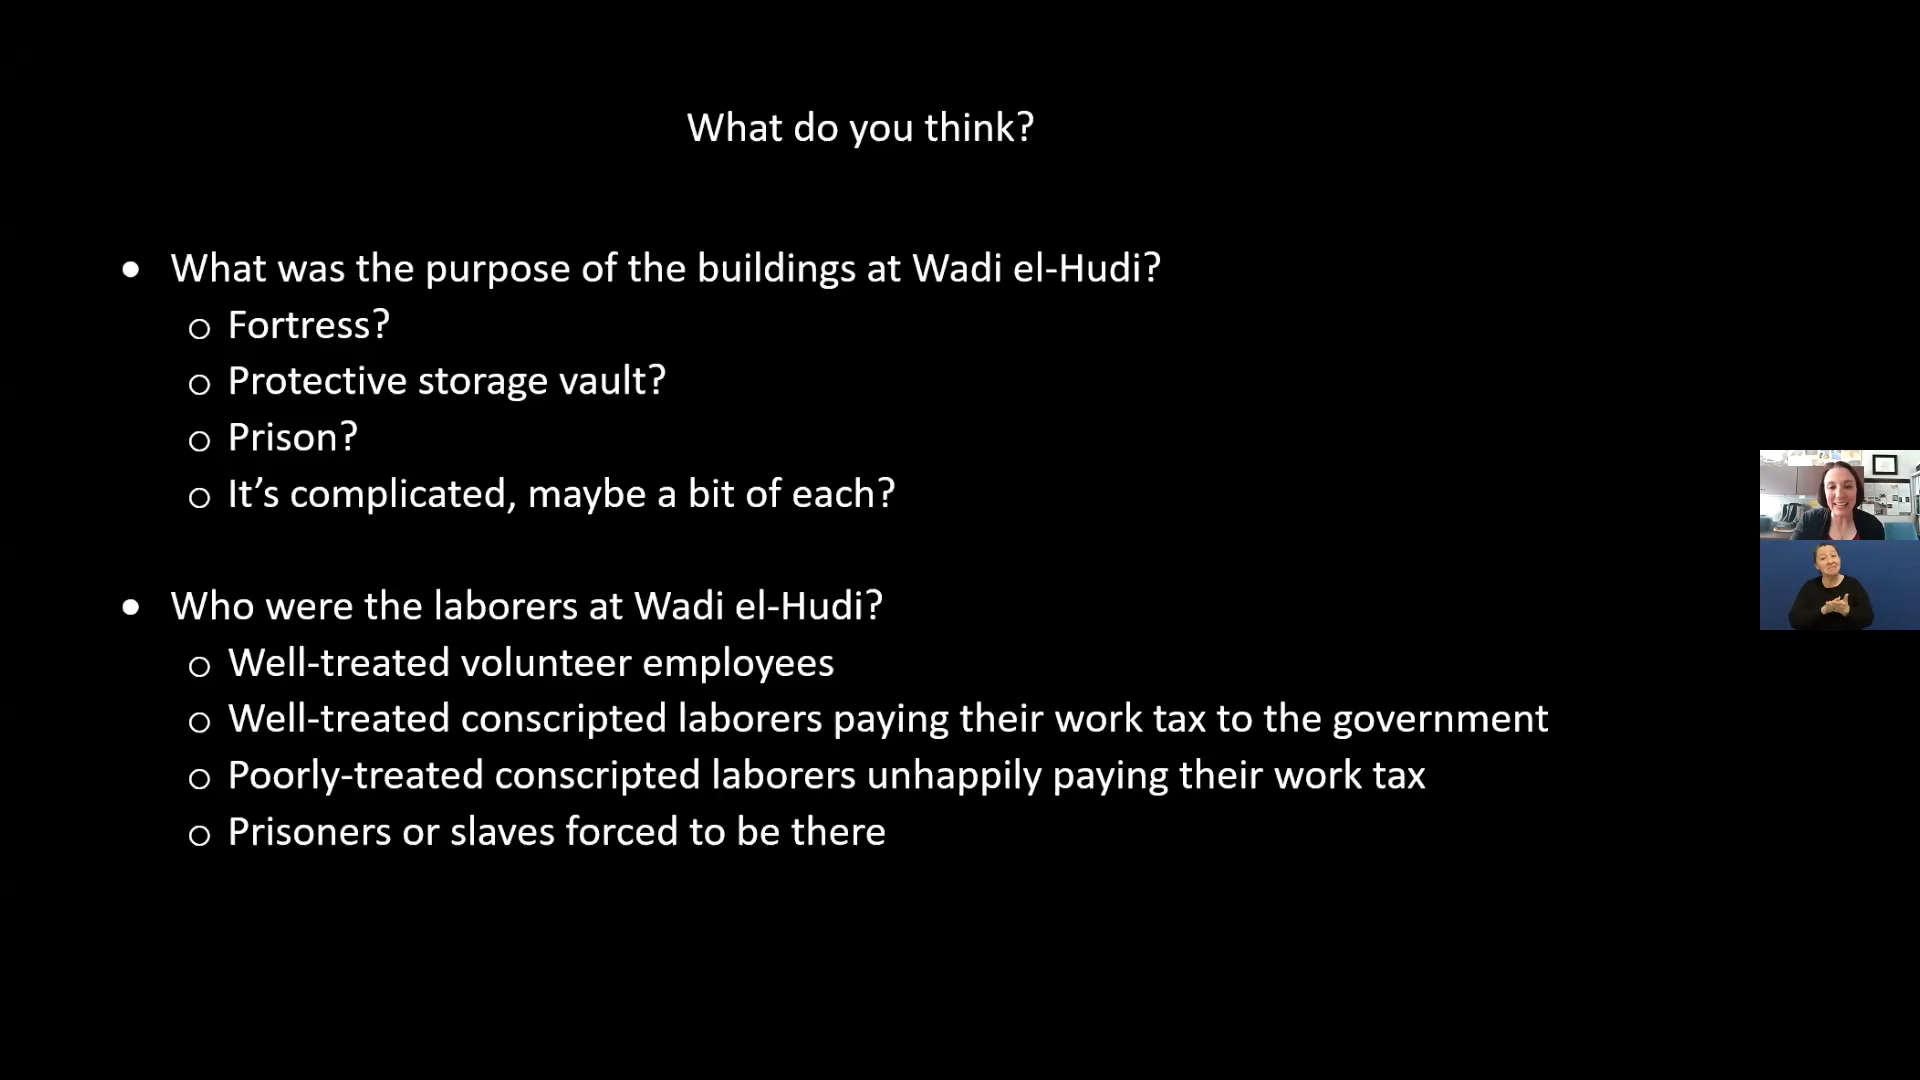 What do you think?
• What was the purpose of the buildings at Wadi el-Hudi?
o Fortress?
o Protective storage vault?
o Prison?
o It’s complicated, maybe a bit of each?
• Who were the laborers at Wadi el-Hudi?
o Well-treated volunteer employees
o Well-treated conscripted laborers paying their work tax to the government
o Poorly-treated conscripted laborers unhappily paying their work tax
o Prisoners or slaves forced to be there